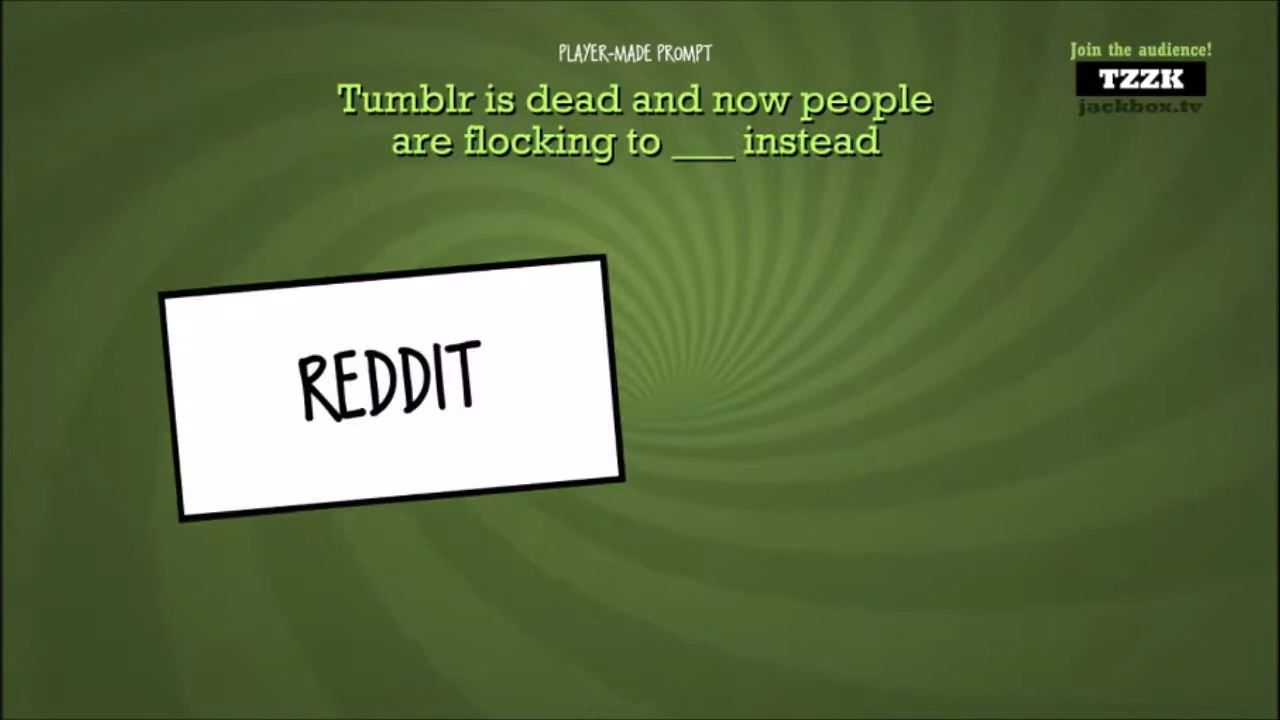 PLAYER-MADE PROMPT
Tumblr is dead and now people
are flocking to ___ instead
Join the audience!
TZZK
jackbox.tv
REDDIT